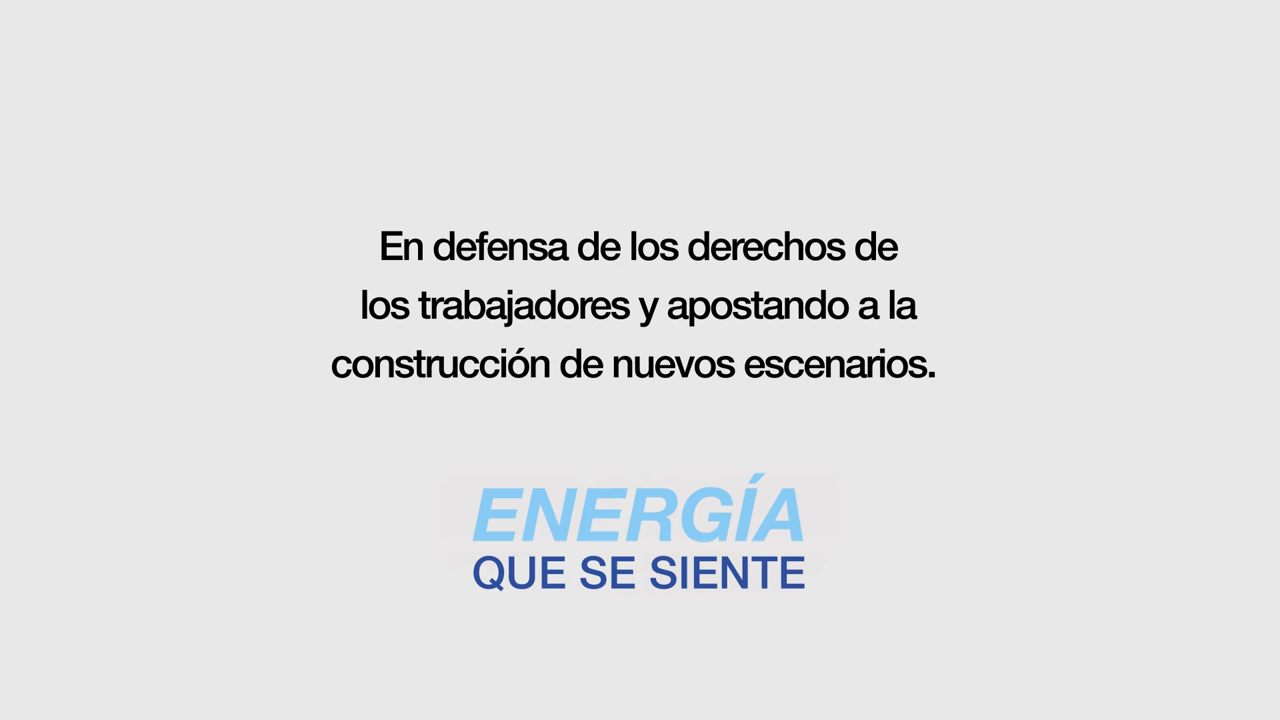 En defensa de los derechos de
los trabajadores y apostando a la
construcción de nuevos escenarios.
ENERGÍA
QUE SE SIENTE